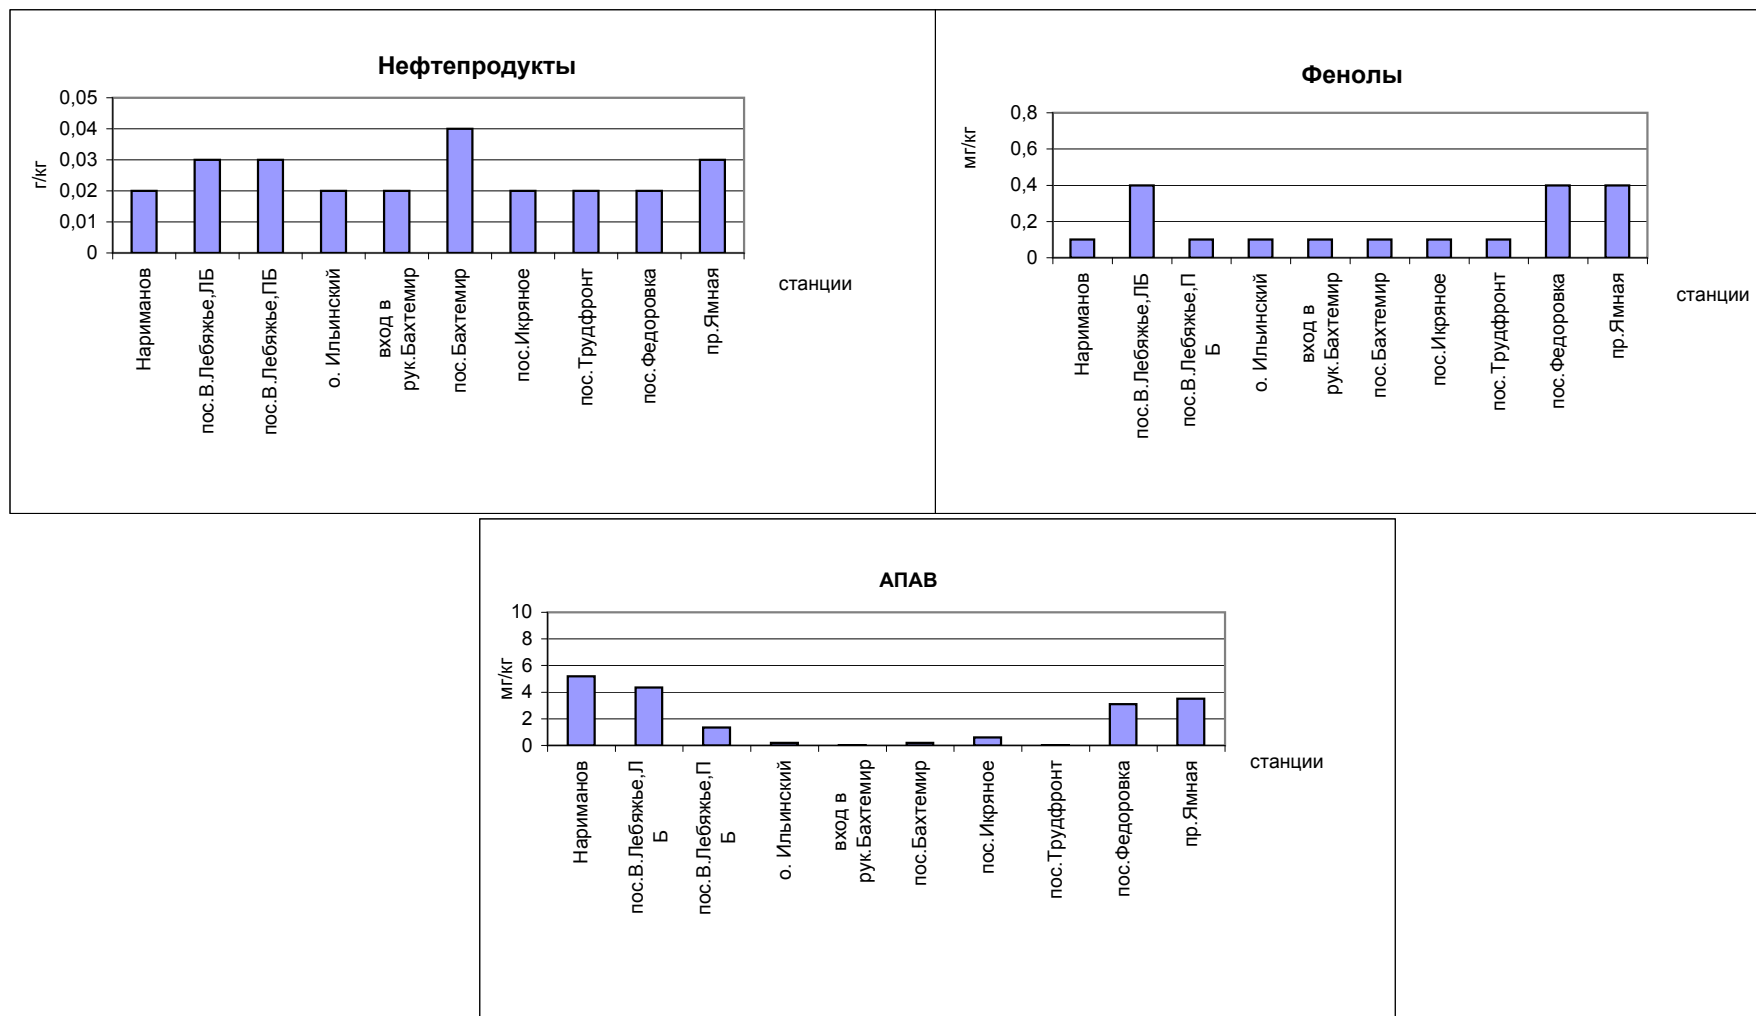 Нефтепродукты
г/кг
0,05
0,04
0,03
0,02
0,01
0
Нариманов
пос.В.Лебяжье,ЛБ
пос.В.Лебяжье,ПБ
о. Ильинский
вход в
рук.Бахтемир
пос.Бахтемир
пос.Икряное
пос.Трудфронт
пос.Федоровка
пр.Ямная
станции
Фенолы
мг/кг
0,8
0,6
0,4
0,2
0
Нариманов
пос.В.Лебяжье,ЛБ
пос.В.Лебяжье,П
Б
о. Ильинский
вход в
рук.Бахтемир
пос.Бахтемир
пос.Икряное
пос.Трудфронт
пос.Федоровка
пр.Ямная
станции
АПАВ
мг/кг
10
8
6
4
2
0
Нариманов
пос.В.Лебяжье,Л
Б
пос.В.Лебяжье,П
Б
о. Ильинский
вход в
рук.Бахтемир
пос.Бахтемир
пос.Икряное
пос.Трудфронт
пос.Федоровка
пр.Ямная
станции